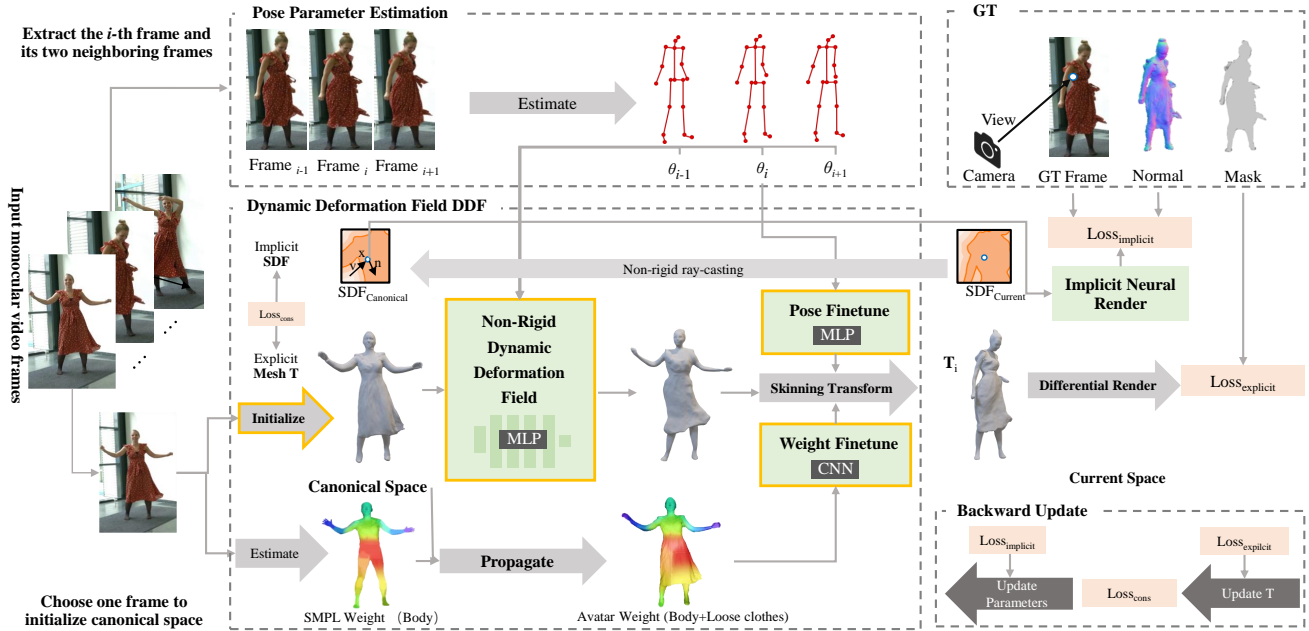 Extract the i-th frame and
its two neighboring frames
Input monocular video frames
Choose one frame to
initialize canonical space
Pose Parameter Estimation
Frame i-1
Frame i
Frame i+1
Estimate
θi-1
θi
θi+1
GT
View
Camera
GT Frame
Normal
Mask
Dynamic Deformation Field DDF
Implicit
SDF
Losscons
Explicit
Mesh T
Initialize
x
v
n
SDFCanonical
Non-rigid ray-casting
SDFCurrent
Non-Rigid
Dynamic
Deformation
Field
MLP
Pose Finetune
MLP
Skinning Transform
Weight Finetune
CNN
Canonical Space
Estimate
SMPL Weight （Body）
Propagate
Avatar Weight (Body+Loose clothes)
Lossimplicit
Implicit Neural
Render
Ti
Differential Render
Lossexplicit
Current Space
Backward Update
Lossimplicit
Update
Parameters
Losscons
Lossexpilcit
Update T